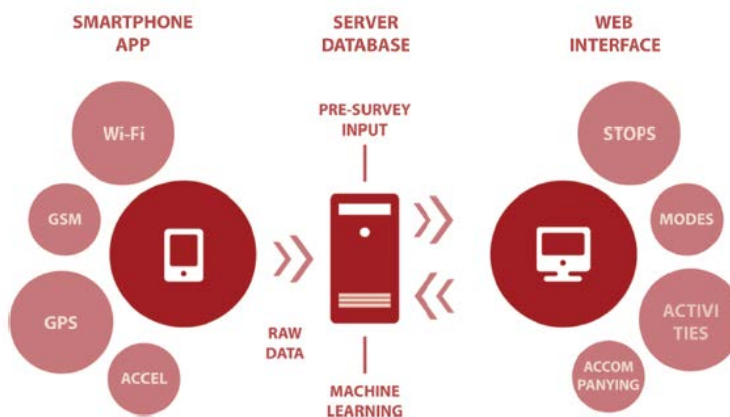 SMARTPHONE
APP
SERVER
DATABASE
WEB
INTERFACE
Wi-Fi
GSM
GPS
ACCEL
RAW
DATA
PRE-SURVEY
INPUT
MACHINE
LEARNING
STOPS
MODES
ACTIVI
TIES
ACCOM
PANYING